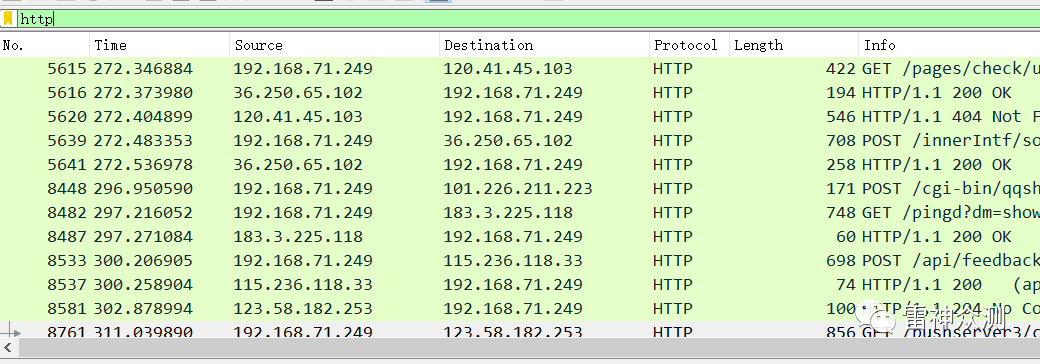 http
No. Time Source Destination Protocol Length Info
5615 272.346884 192.168.71.249 120.41.45.103 HTTP 422 GET /pages/check/u
5616 272.373980 36.250.65.102 192.168.71.249 HTTP 194 HTTP/1.1 200 OK
5620 272.404899 120.41.45.103 192.168.71.249 HTTP 546 HTTP/1.1 404 Not F
5639 272.483353 192.168.71.249 36.250.65.102 HTTP 708 POST /innerIntf/so
5641 272.536978 36.250.65.102 192.168.71.249 HTTP 258 HTTP/1.1 200 OK
8448 296.950590 192.168.71.249 101.226.211.223 HTTP 171 POST /cgi-bin/qqsh
8482 297.216052 192.168.71.249 183.3.225.118 HTTP 748 GET /pingd?dm=show
8487 297.271084 183.3.225.118 192.168.71.249 HTTP 60 HTTP/1.1 200 OK
8533 300.206905 192.168.71.249 115.236.118.33 HTTP 698 POST /api/feedback
8537 300.258904 115.236.118.33 192.168.71.249 HTTP 74 HTTP/1.1 200 (ap
8581 302.878994 123.58.182.253 192.168.71.249 HTTP 100 HTTP/1.1 204 No Co
8761 311.039890 192.168.71.249 123.58.182.253 HTTP 856 GET /pushserver3/c
雷神众测